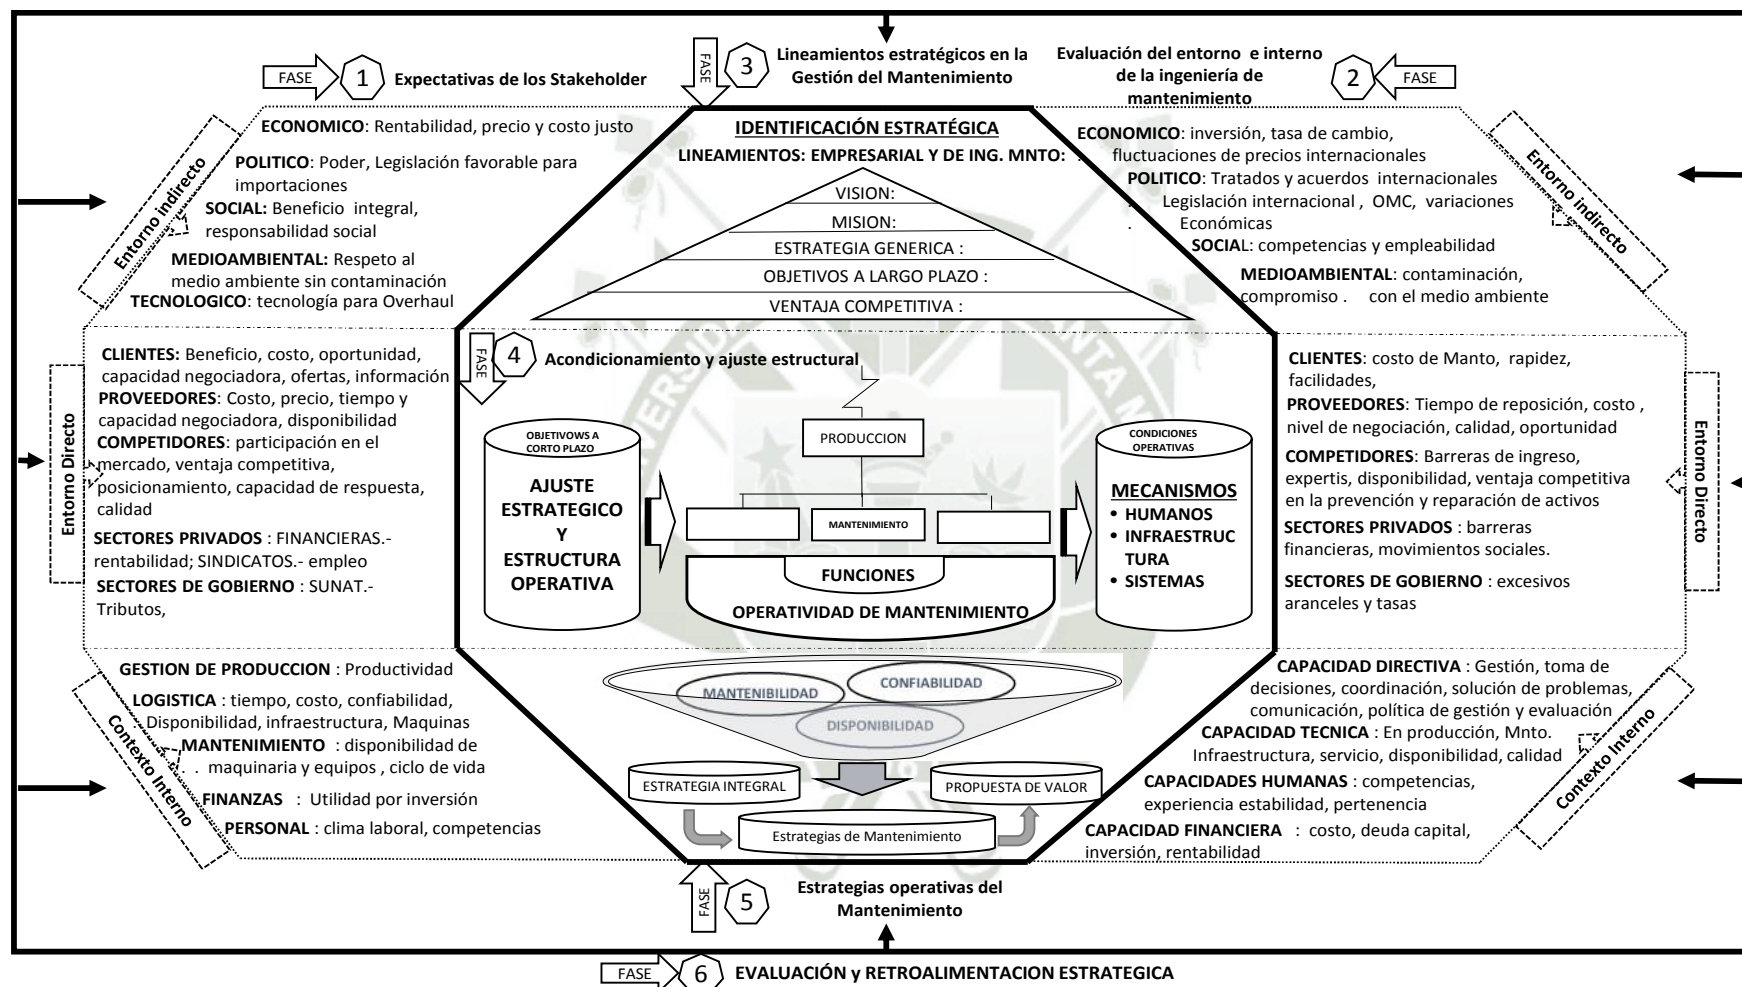 FASE
1
Expectativas de los Stakeholder
FASE
3
Lineamientos estratégicos en la
Gestión del Mantenimiento
Evaluación del entorno e interno
de la ingeniería de
mantenimiento
2
FASE
Entorno indirecto
ECONOMICO: Rentabilidad, precio y costo justo
POLITICO: Poder, Legislación favorable para
importaciones
SOCIAL: Beneficio integral,
responsabilidad social
MEDIOAMBIENTAL: Respeto al
medio ambiente sin contaminación
TECNOLOGICO: tecnología para Overhaul
IDENTIFICACIÓN ESTRATÉGICA
LINEAMIENTOS: EMPRESARIAL Y DE ING. MNTO: .
VISION:
MISION:
ESTRATEGIA GENERICA :
OBJETIVOS A LARGO PLAZO :
VENTAJA COMPETITIVA :
ECONOMICO: inversión, tasa de cambio,
fluctuaciones de precios internacionales
POLITICO: Tratados y acuerdos internacionales
. Legislación internacional , OMC, variaciones
. Económicas
SOCIAL: competencias y empleabilidad
MEDIOAMBIENTAL: contaminación,
compromiso . con el medio ambiente
Entorno indirecto
Entorno Directo
CLIENTES: Beneficio, costo, oportunidad,
capacidad negociadora, ofertas, información
PROVEEDORES: Costo, precio, tiempo y
capacidad negociadora, disponibilidad
COMPETIDORES: participación en el
mercado, ventaja competitiva,
posicionamiento, capacidad de respuesta,
calidad
SECTORES PRIVADOS : FINANCIERAS.-
rentabilidad; SINDICATOS.- empleo
SECTORES DE GOBIERNO : SUNAT.-
Tributos,
FASE
4
Acondicionamiento y ajuste estructural
OBJETIVOWS A
CORTO PLAZO
AJUSTE
ESTRATEGICO
Y
ESTRUCTURA
OPERATIVA
PRODUCCION
MANTENIMIENTO
FUNCIONES
OPERATIVIDAD DE MANTENIMIENTO
CONDICIONES
OPERATIVAS
MECANISMOS
• HUMANOS
• INFRAESTRUC
TURA
• SISTEMAS
CLIENTES: costo de Manto, rapidez,
facilidades,
PROVEEDORES: Tiempo de reposición, costo ,
nivel de negociación, calidad, oportunidad
COMPETIDORES: Barreras de ingreso,
expertis, disponibilidad, ventaja competitiva
en la prevención y reparación de activos
SECTORES PRIVADOS : barreras
financieras, movimientos sociales.
SECTORES DE GOBIERNO : excesivos
aranceles y tasas
Entorno Directo
Contexto Interno
GESTION DE PRODUCCION : Productividad
LOGISTICA : tiempo, costo, confiabilidad,
. Disponibilidad, infraestructura, Maquinas
MANTENIMIENTO : disponibilidad de
. . maquinaria y equipos , ciclo de vida
FINANZAS : Utilidad por inversión
PERSONAL : clima laboral, competencias
MANTENIBILIDAD
CONFIABILIDAD
DISPONIBILIDAD
ESTRATEGIA INTEGRAL
PROPUESTA DE VALOR
Estrategias de Mantenimiento
CAPACIDAD DIRECTIVA : Gestión, toma de
decisiones, coordinación, solución de problemas,
comunicación, política de gestión y evaluación
CAPACIDAD TECNICA : En producción, Mnto.
Infraestructura, servicio, disponibilidad, calidad
CAPACIDADES HUMANAS : competencias,
experiencia estabilidad, pertenencia
CAPACIDAD FINANCIERA : costo, deuda capital,
inversión, rentabilidad
Contexto Interno
FASE
5
Estrategias operativas del
Mantenimiento
FASE
6
EVALUACIÓN y RETROALIMENTACION ESTRATEGICA